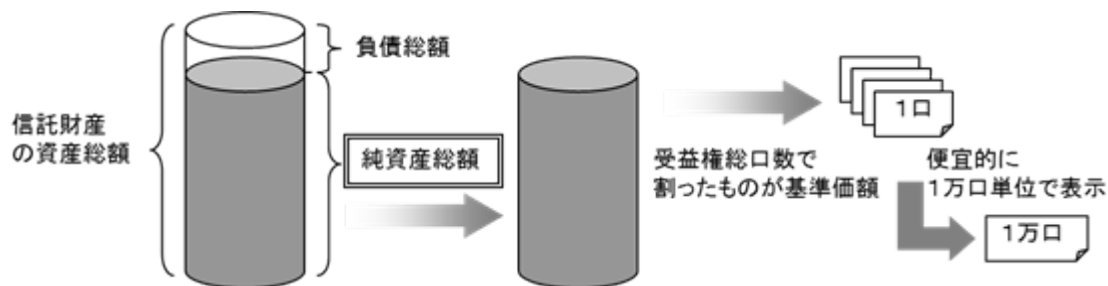 負債総額
信託財産
の資産総額
純資産総額
受益権総口数で
割ったものが基準価額
1口
便宜的に
1万口単位で表示
1万口